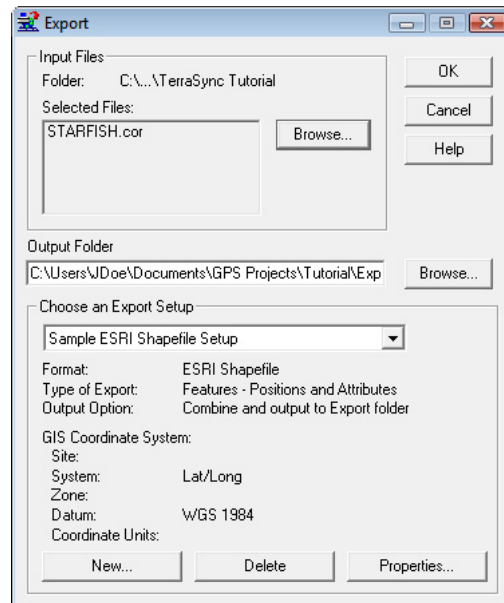 Export
Input Files
Folder: C:\...\TerraSync Tutorial
Selected Files:
STARFISH.cor
Browse...
OK
Cancel
Help
Output Folder
C:\Users\JDoe\Documents\GPS Projects\Tutorial\Exp
Browse...
Choose an Export Setup
Sample ESRI Shapefile Setup
Format: ESRI Shapefile
Type of Export: Features - Positions and Attributes
Output Option: Combine and output to Export folder
GIS Coordinate System:
Site:
System: Lat/Long
Zone:
Datum: WGS 1984
Coordinate Units:
New... Delete Properties...